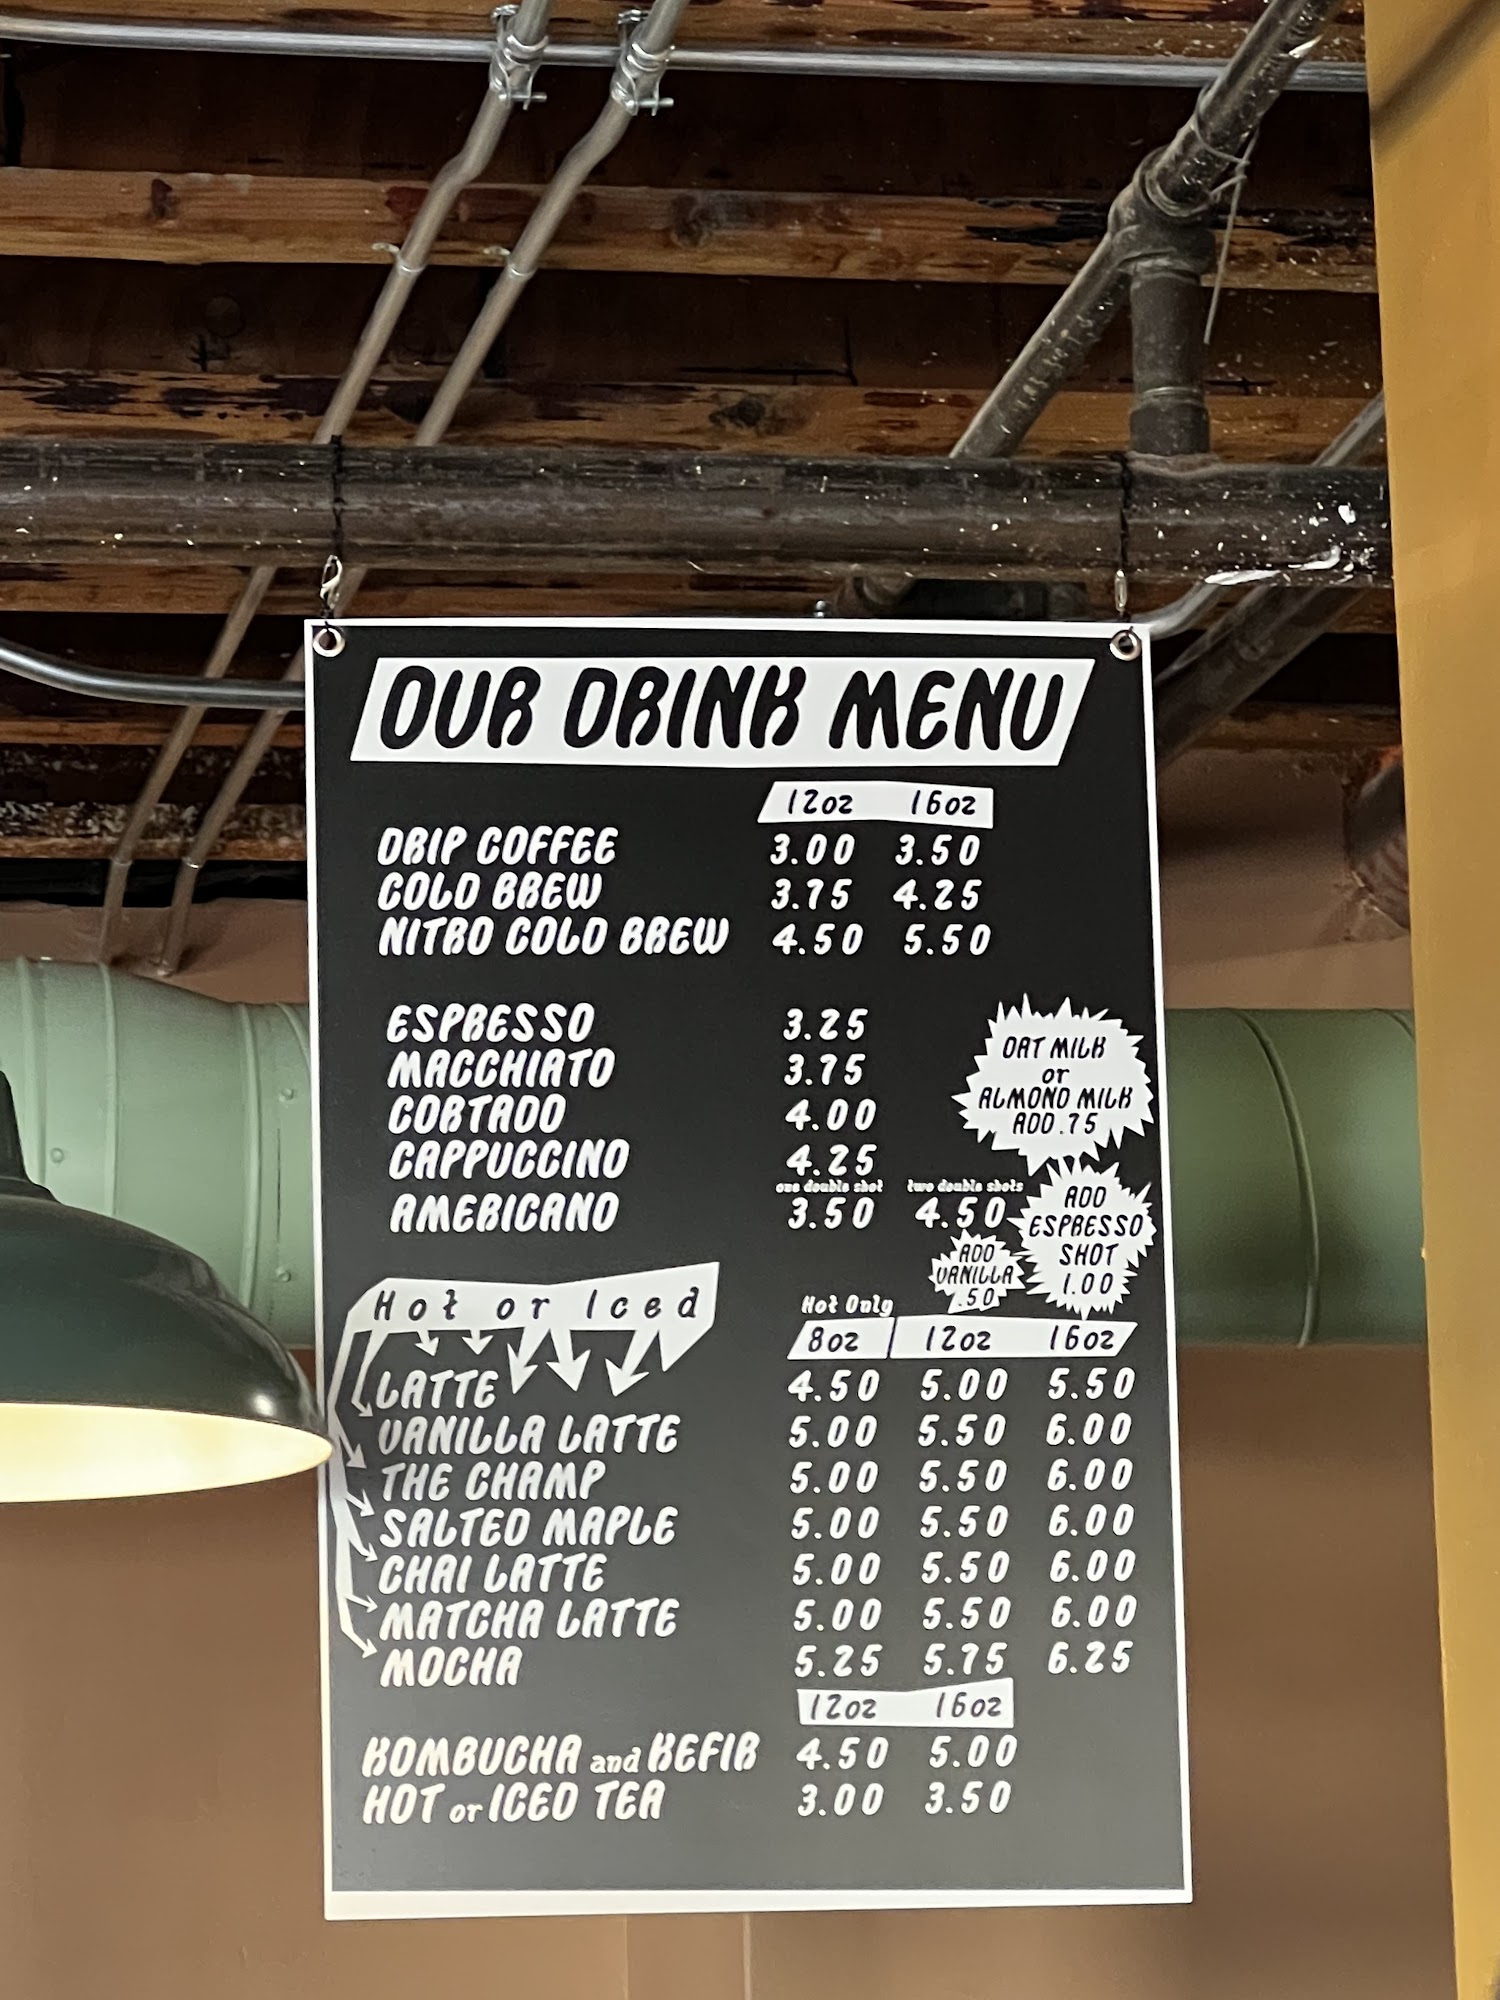 OUR DRINK MENU
12oz 16oz
DRIP COFFEE 3.00 3.50
COLD BREW 3.75 4.25
NITRO COLD BREW 4.50 5.50
ESPRESSO 3.25
MACCHIATO 3.75
CORTADO 4.00
CAPPUCCINO 4.25
one double shot two double shots
AMERICANO 3.50 4.50
OAT MILK
or
ALMOND MILK
ADD .75
ADD
ESPRESSO
SHOT
1.00
ADD
VANILLA
.50
Hot or Iced
Hot Only
8oz 12oz 16oz
LATTE 4.50 5.00 5.50
VANILLA LATTE 5.00 5.50 6.00
THE CHAMP 5.00 5.50 6.00
SALTED MAPLE 5.00 5.50 6.00
CHAI LATTE 5.00 5.50 6.00
MATCHA LATTE 5.00 5.50 6.00
MOCHA 5.25 5.75 6.25
12oz 16oz
KOMBUCHA and KEFIR 4.50 5.00
HOT or ICED TEA 3.00 3.50